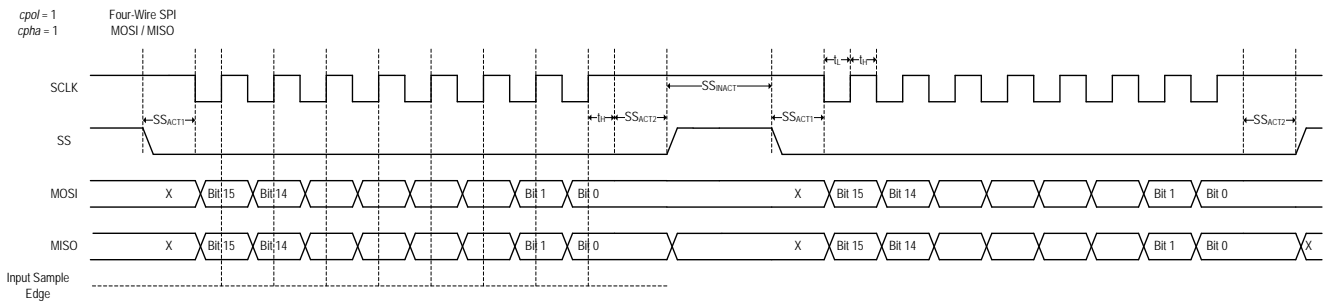 cpol = 1 Four-Wire SPI
cpha = 1 MOSI / MISO
SCLK
tL tH
SSINACT
SSACT1 tH SSACT2 SSACT1 SSACT2
SS
MOSI X Bit 15 Bit 14 Bit 1 Bit 0 X Bit 15 Bit 14 Bit 1 Bit 0
MISO X Bit 15 Bit 14 Bit 1 Bit 0 X Bit 15 Bit 14 Bit 1 Bit 0 X
Input Sample
Edge